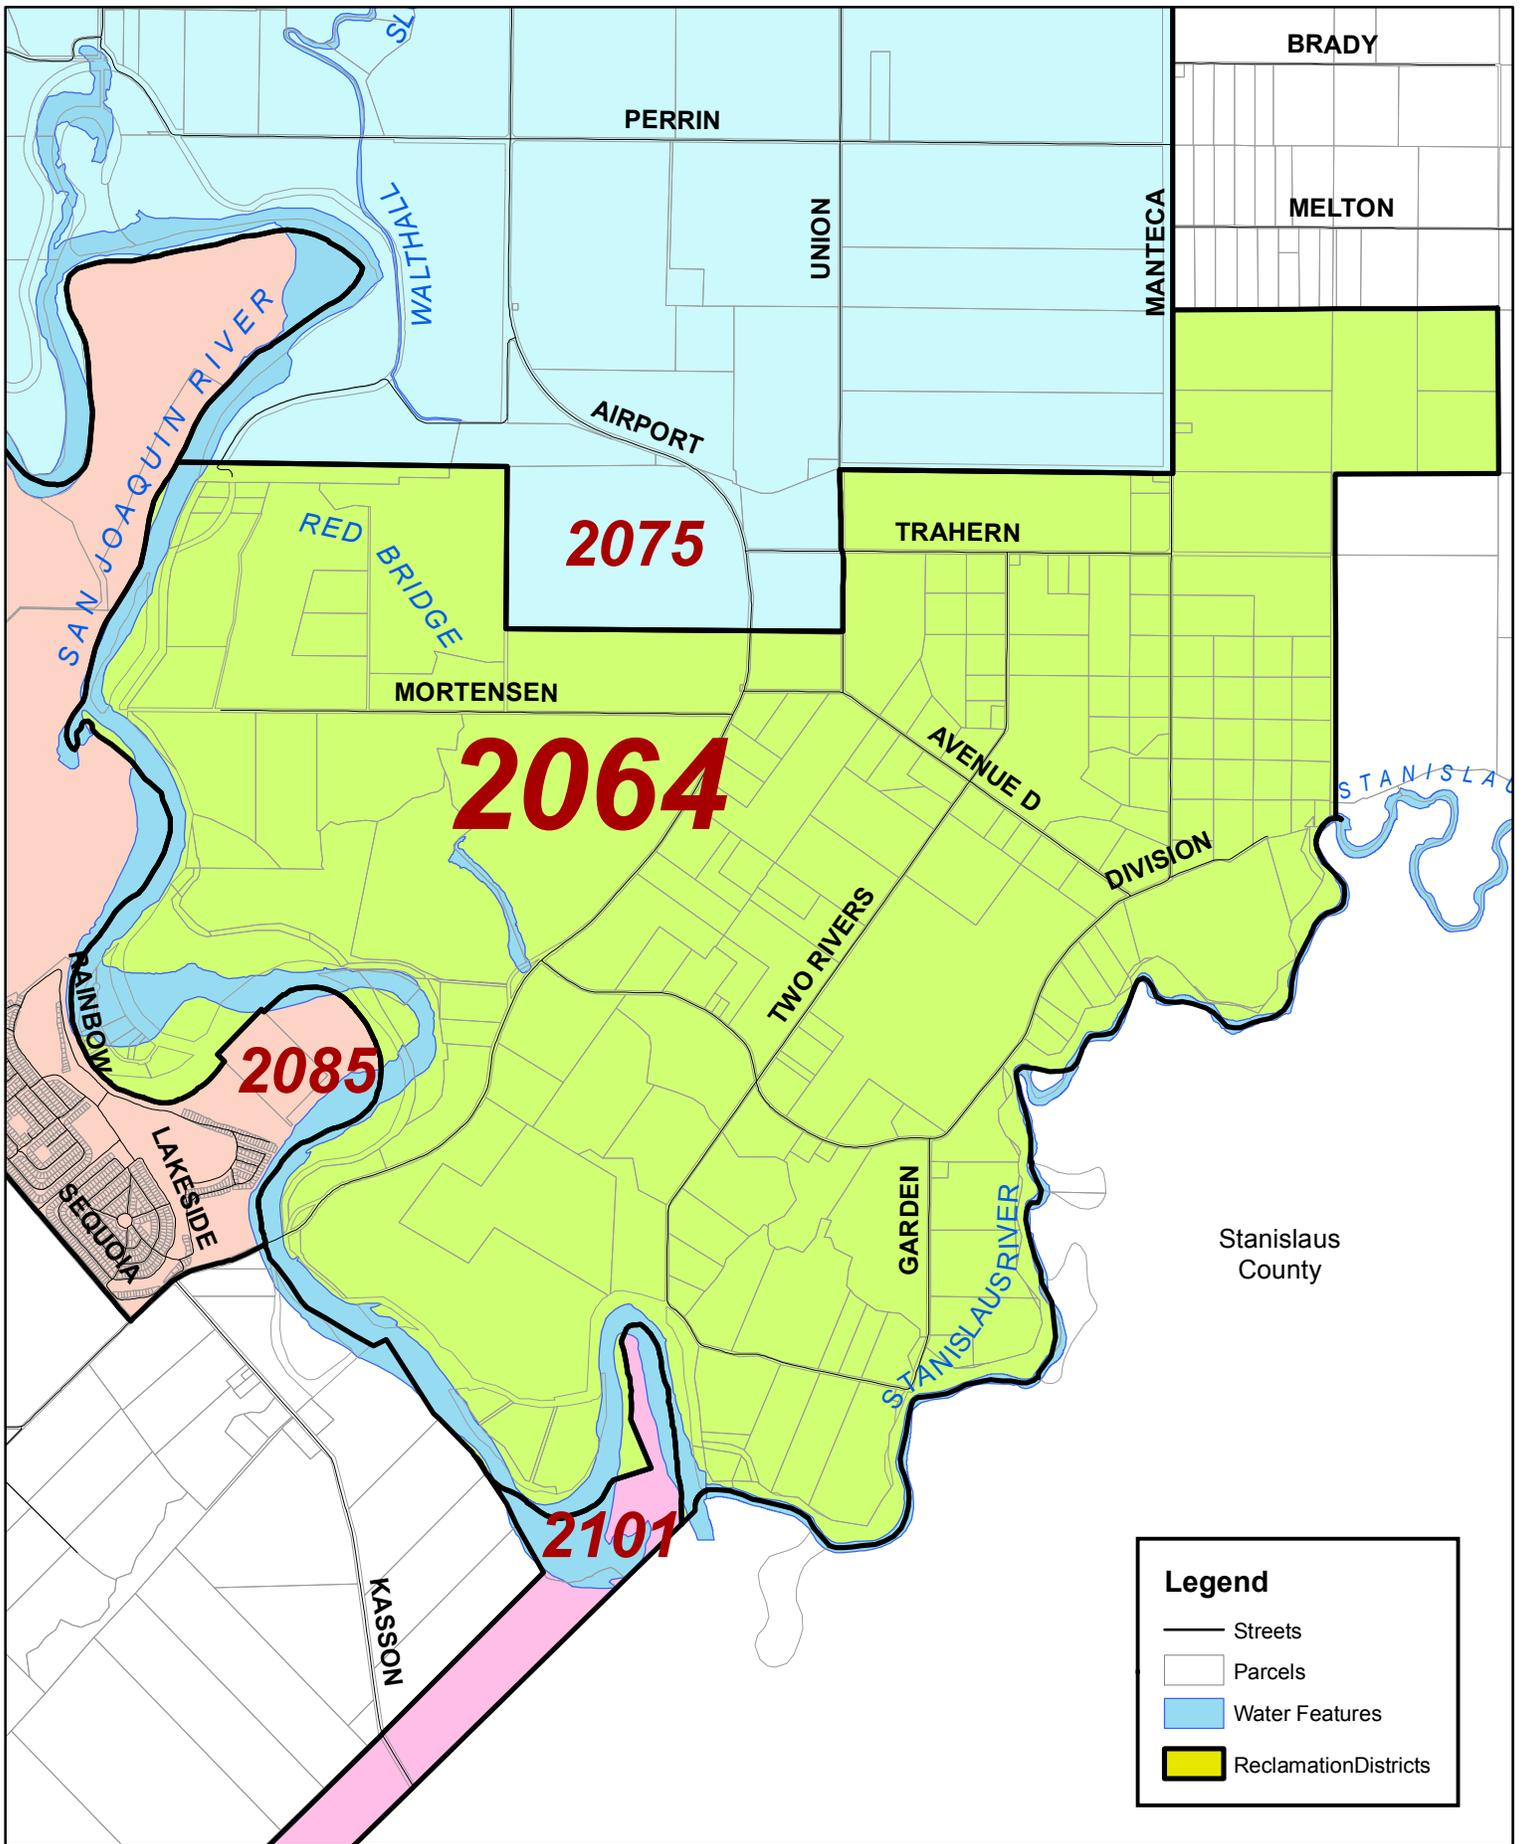 SL
BRADY
PERRIN
WALTHALL
UNION
MANTECA
MELTON
SAN JOAQUIN RIVER
AIRPORT
RED BRIDGE
2075
TRAHERN
MORTENSEN
2064
AVENUE D
STANISLAU
DIVISION
TWO RIVERS
RAINBOW
2085
LAKESIDE
SEQUOIA
GARDEN
STANISLAUS RIVER
Stanislaus
County
2101
KASSON
Legend
Streets
Parcels
Water Features
ReclamationDistricts